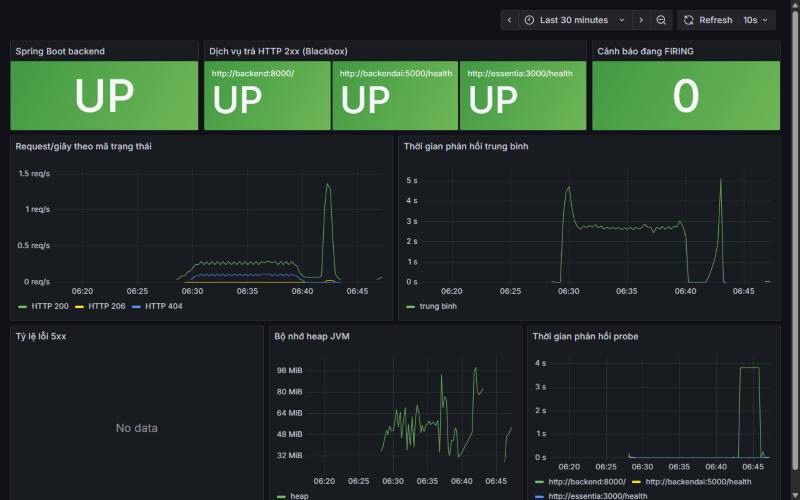 Last 30 minutes Refresh 10s
Spring Boot backend
UP
Dịch vụ trả HTTP 2xx (Blackbox)
http://backend:8000/
UP
http://backendai:5000/health
UP
http://essentia:3000/health
UP
Cảnh báo đang FIRING
0
Request/giây theo mã trạng thái
1.5 req/s
1 req/s
0.5 req/s
0 req/s
06:20 06:25 06:30 06:35 06:40 06:45
HTTP 200 HTTP 206 HTTP 404
Thời gian phản hồi trung bình
5 s
4 s
3 s
2 s
1 s
0 s
06:20 06:25 06:30 06:35 06:40 06:45
trung bình
Tỷ lệ lỗi 5xx
No data
Bộ nhớ heap JVM
96 MiB
80 MiB
64 MiB
48 MiB
32 MiB
06:20 06:25 06:30 06:35 06:40 06:45
heap
Thời gian phản hồi probe
4 s
3 s
2 s
1 s
0 s
06:20 06:25 06:30 06:35 06:40 06:45
http://backend:8000/ http://backendai:5000/health
http://essentia:3000/health